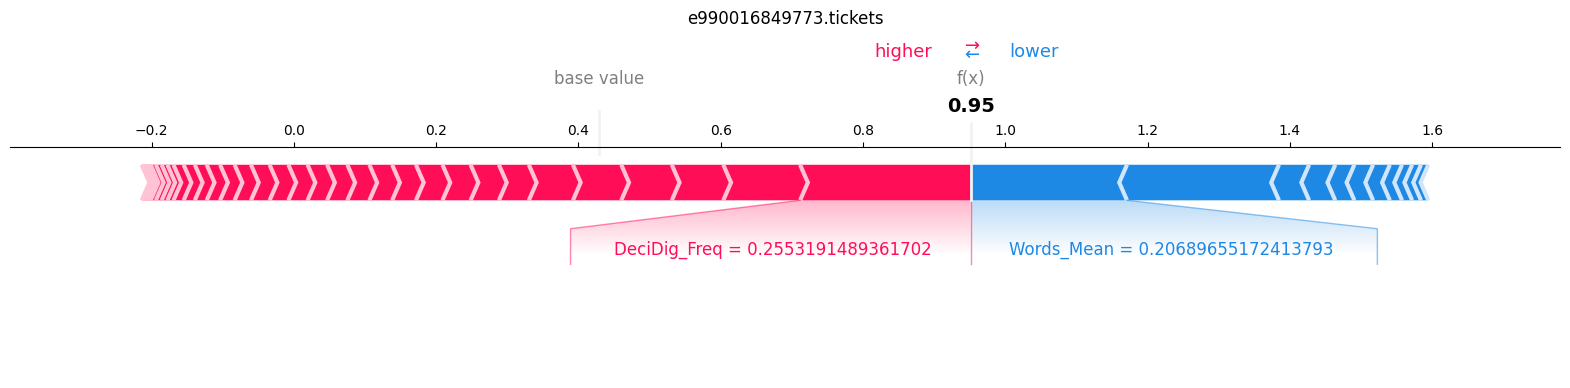 e990016849773.tickets
higher → lower
←
base value f(x)
0.95
−0.2 0.0 0.2 0.4 0.6 0.8 1.0 1.2 1.4 1.6
DeciDig_Freq = 0.2553191489361702 Words_Mean = 0.20689655172413793